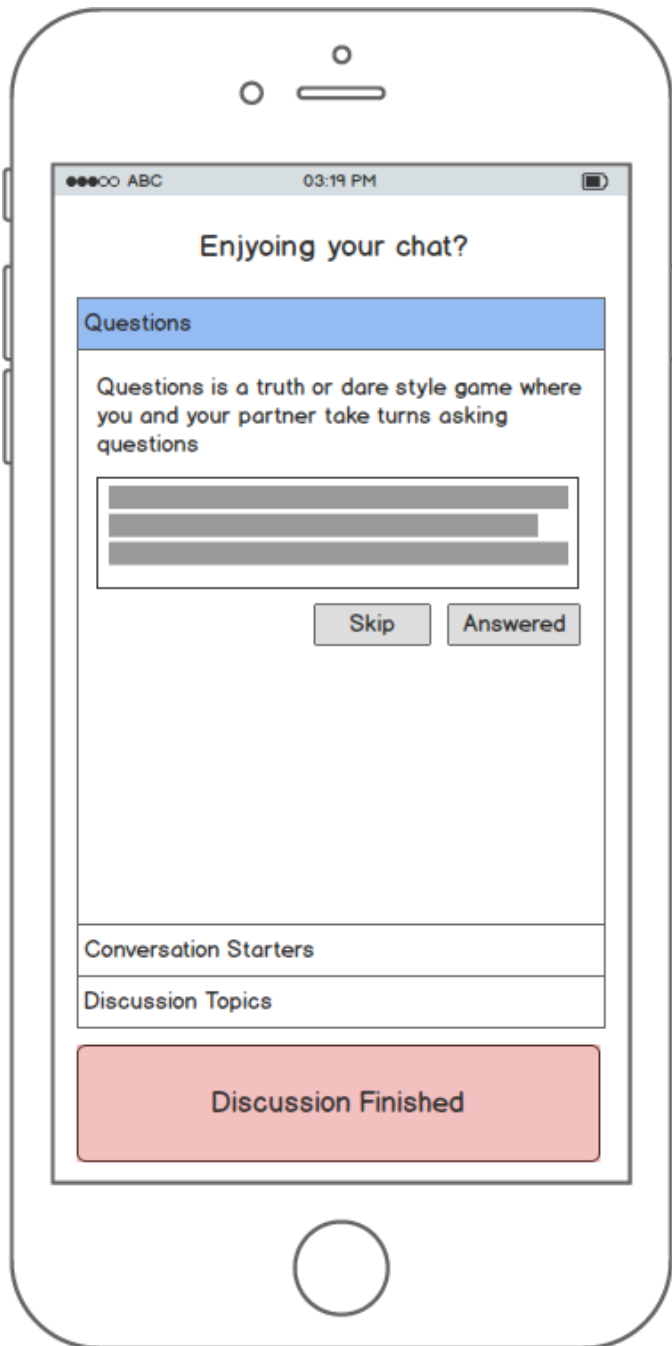 ABC 03:19 PM
Enjyoing your chat?
Questions
Questions is a truth or dare style game where
you and your partner take turns asking
questions
Skip Answered
Conversation Starters
Discussion Topics
Discussion Finished